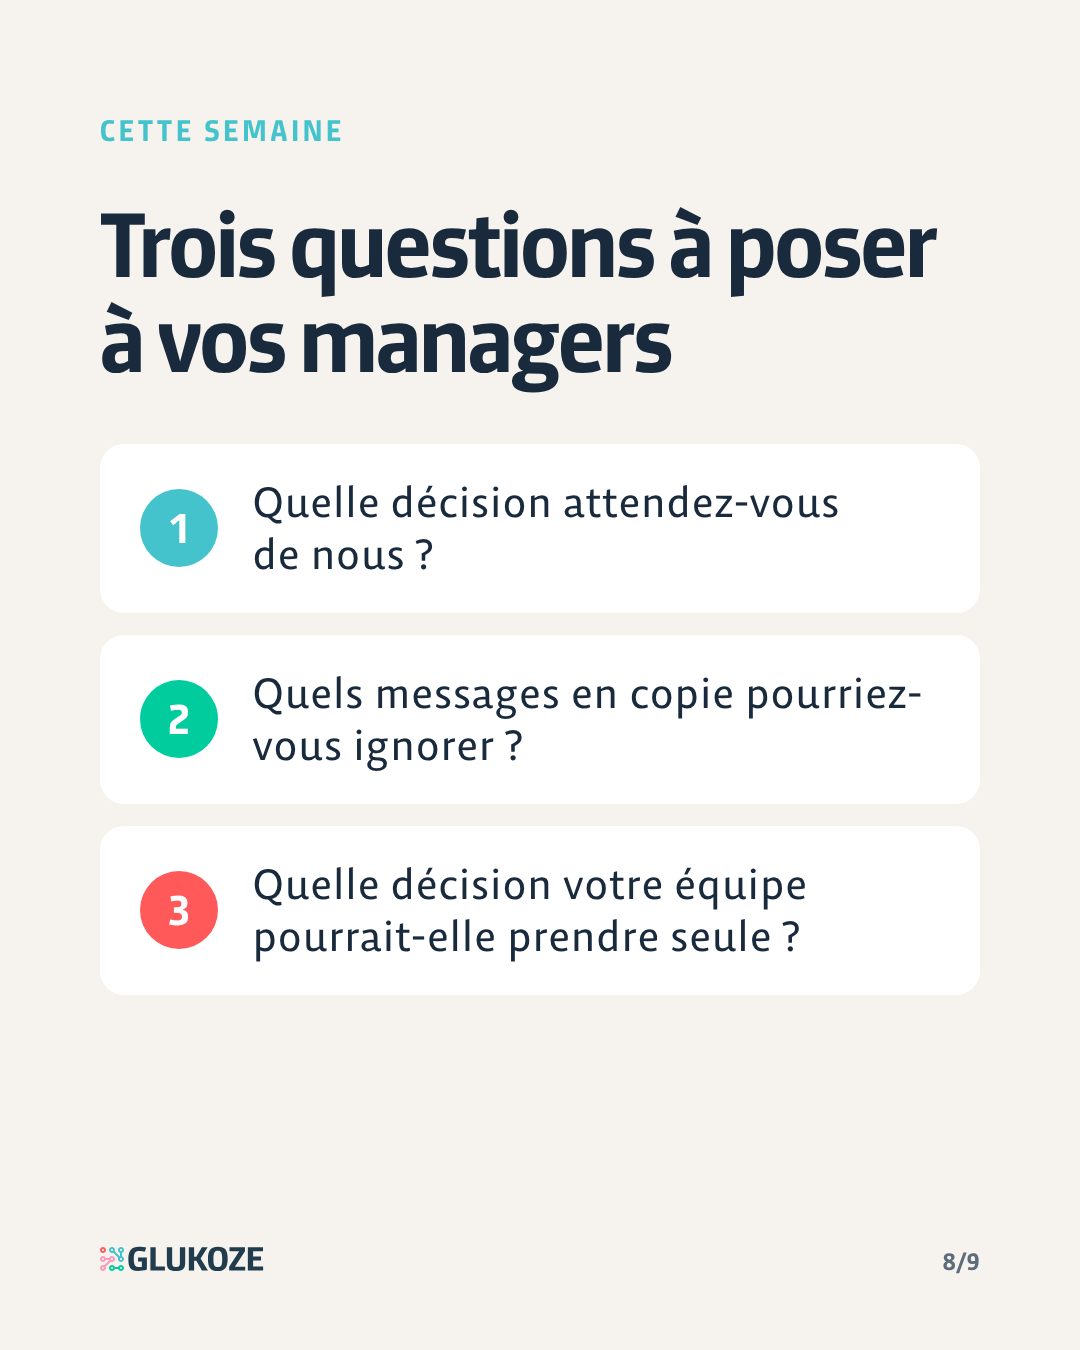 CETTE SEMAINE
Trois questions à poser
à vos managers
1
Quelle décision attendez-vous
de nous ?
2
Quels messages en copie pourriez-
vous ignorer ?
3
Quelle décision votre équipe
pourrait-elle prendre seule ?
GLUKOZE
8/9